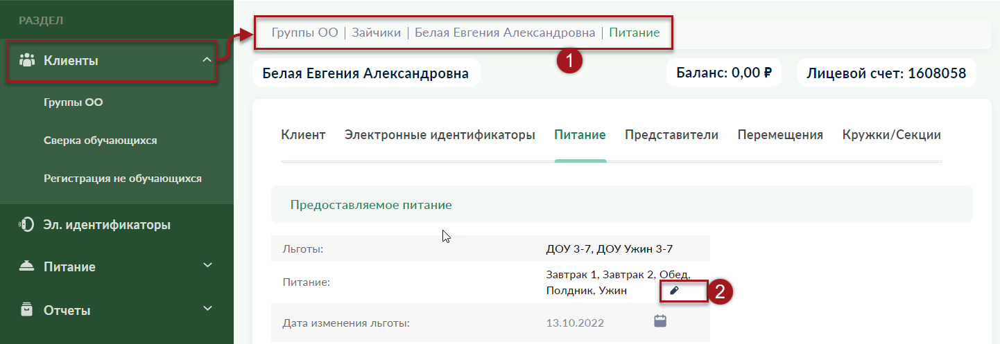 РАЗДЕЛ
Клиенты
Группы ОО
Сверка обучающихся
Регистрация не обучающихся
Эл. идентификаторы
Питание
Отчеты
Группы ОО | Зайчики | Белая Евгения Александровна | Питание
1
Белая Евгения Александровна
Баланс: 0,00 ₽
Лицевой счет: 1608058
Клиент Электронные идентификаторы Питание Представители Перемещения Кружки/Секции
Предоставляемое питание
Льготы: ДОУ 3-7, ДОУ Ужин 3-7
Питание: Завтрак 1, Завтрак 2, Обед,
Полдник, Ужин
2
Дата изменения льготы: 13.10.2022